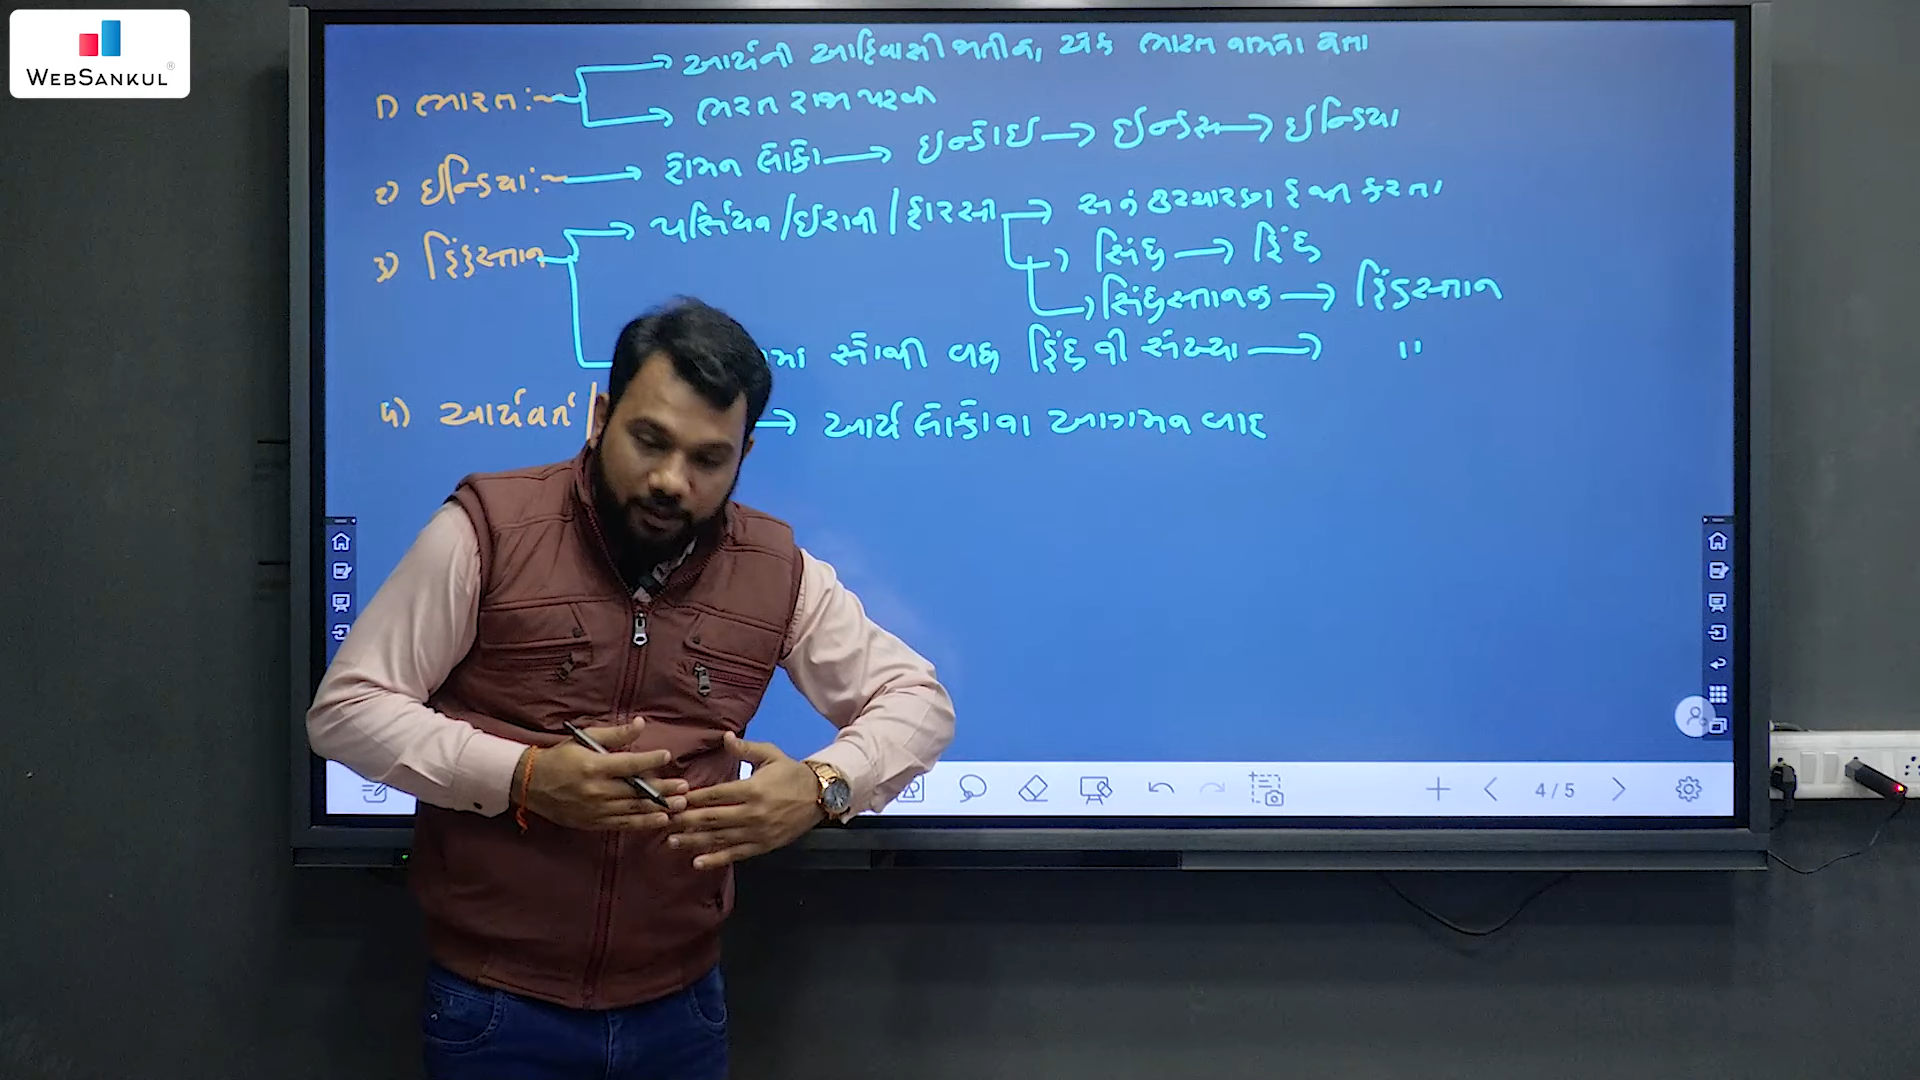 WEBSANKUL®
આર્યની આદિવાસી જાતીના, એક ભારત નામના નેતા
1) ભારત :-
ભરત રાજા પરથી
2) ઇન્ડિયા :- રોમન લોકો → ઇન્ડોઇ → ઇન્ડસ → ઇન્ડિયા
3) હિંદુસ્તાન પર્સિયન / ઇરાની / ફારસી → સ નું ઉચ્ચારણ હ કરતા
સિંધુ → હિંદુ
સિંધુસ્તાનક → હિંદુસ્તાન
માં સૌથી વધુ હિંદુની સંખ્યા → "
4) આર્યવર્ત / → આર્ય લોકોના આગમન બાદ
4/5